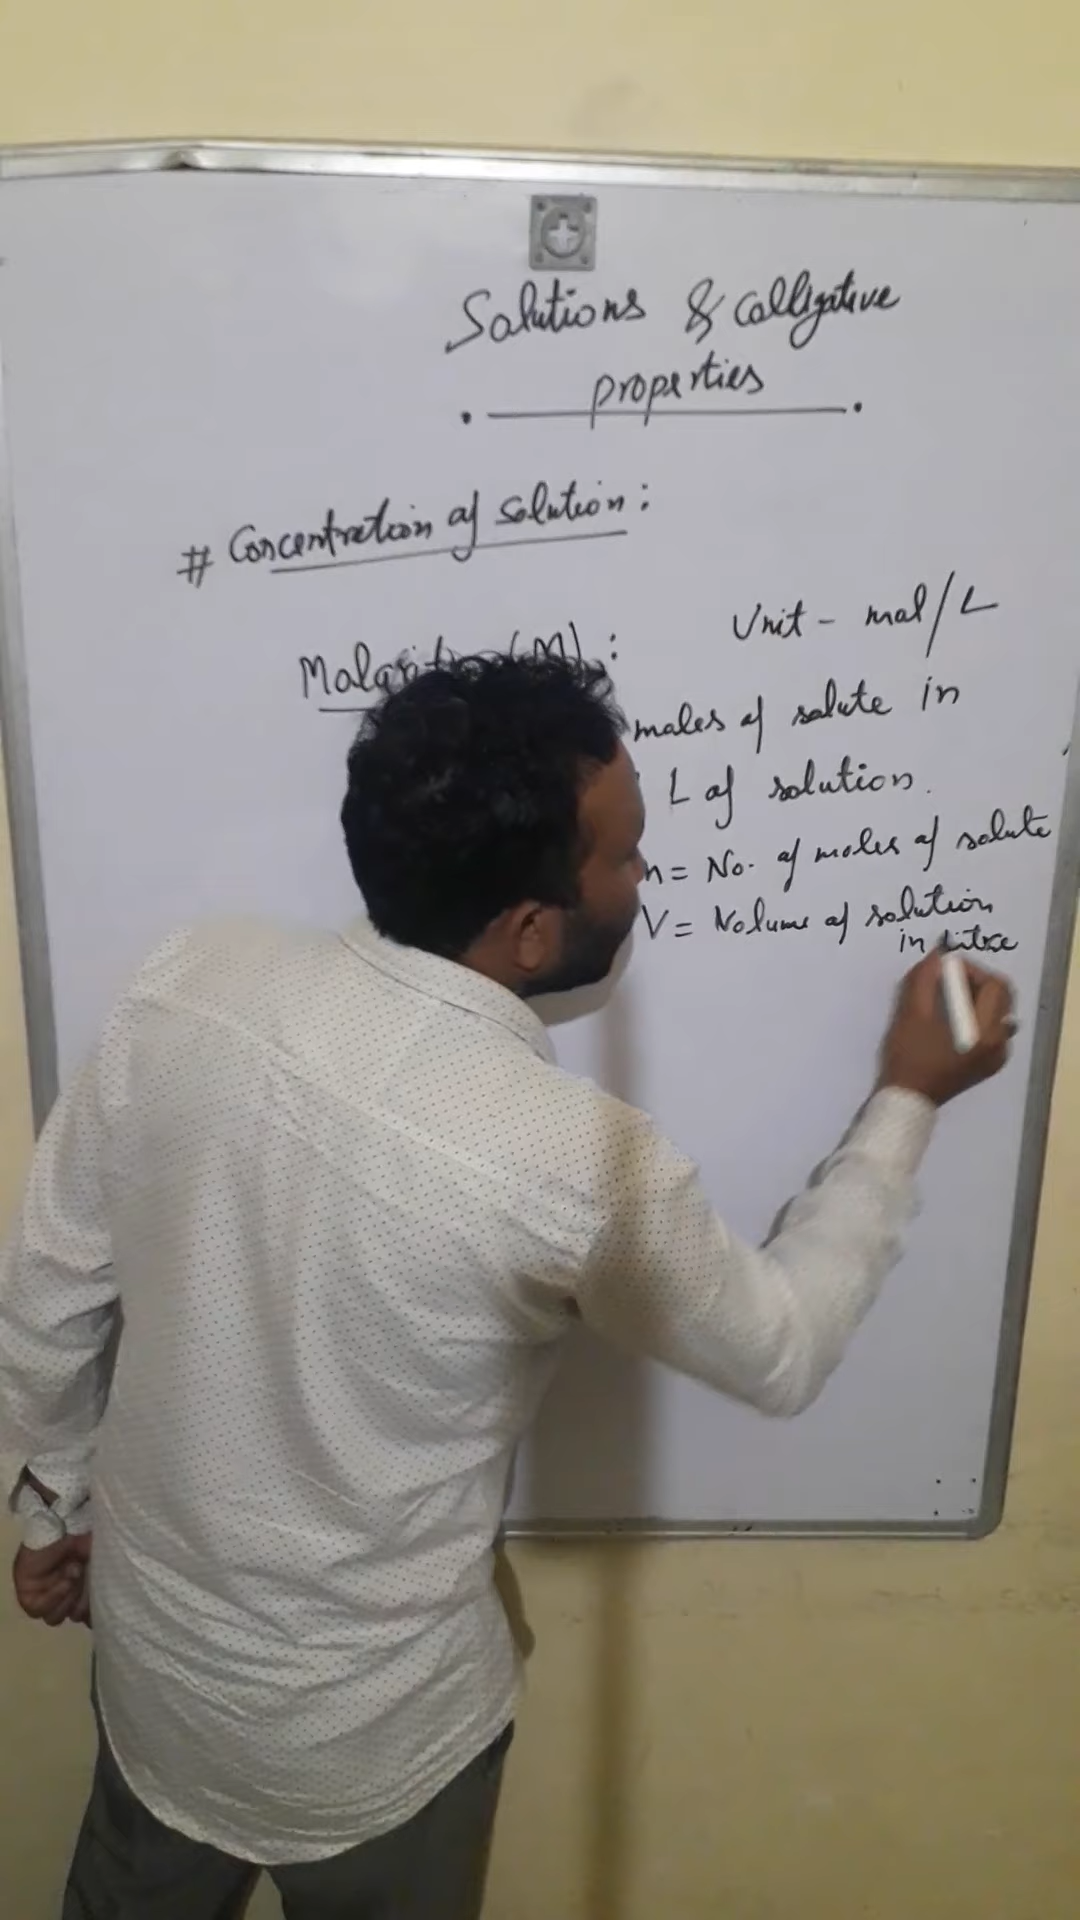 Solutions & Colligative
properties
# Concentration of solution:
Molarity (M) :
Unit - mol/L
moles of solute in
L of solution.
n = No. of moles of solute
V = Volume of solution
in Litre